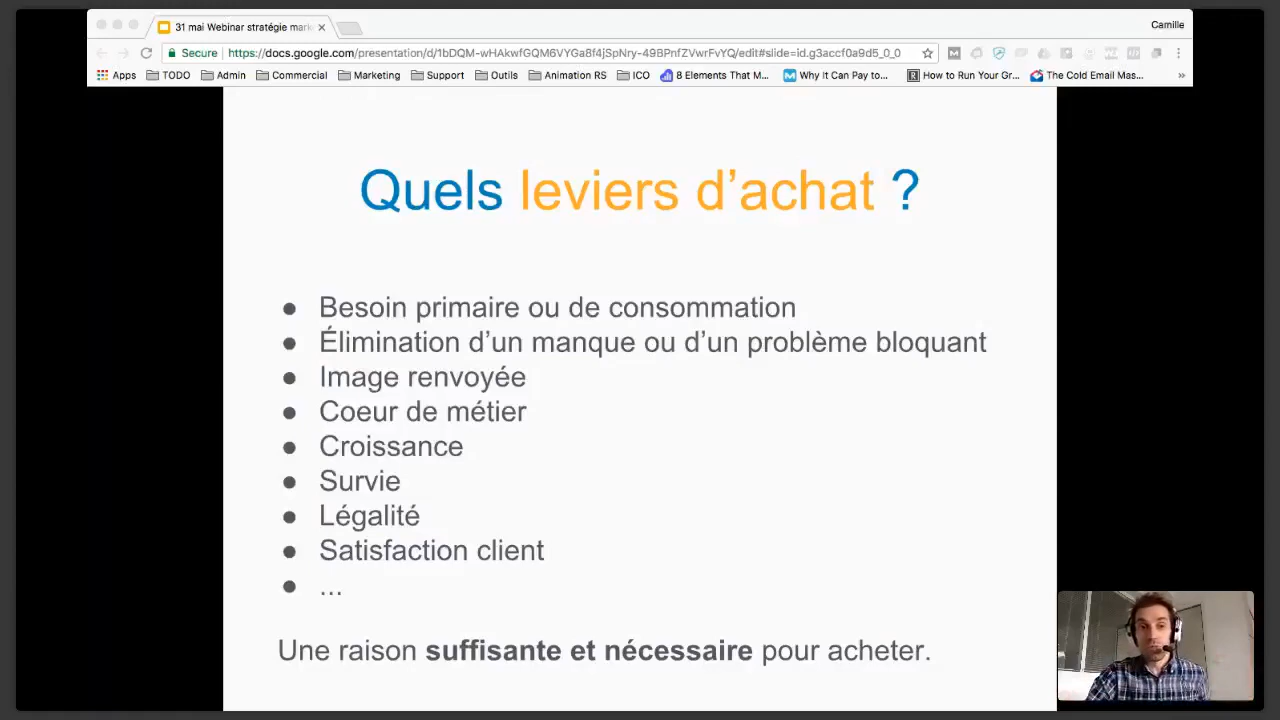 31 mai Webinar stratégie mark
Camille
Secure https://docs.google.com/presentation/d/1bDQM-wHAkwfGQM6VYGa8f4jSpNry-49BPnfZVwrFvYQ/edit#slide=id.g3accf0a9d5_0_0
Apps TODO Admin Commercial Marketing Support Outils Animation RS ICO 8 Elements That M... Why it Can Pay to... How to Run Your Gr... The Cold Email Mas... »
Quels leviers d'achat ?
● Besoin primaire ou de consommation
● Élimination d'un manque ou d'un problème bloquant
● Image renvoyée
● Coeur de métier
● Croissance
● Survie
● Légalité
● Satisfaction client
● ...
Une raison suffisante et nécessaire pour acheter.